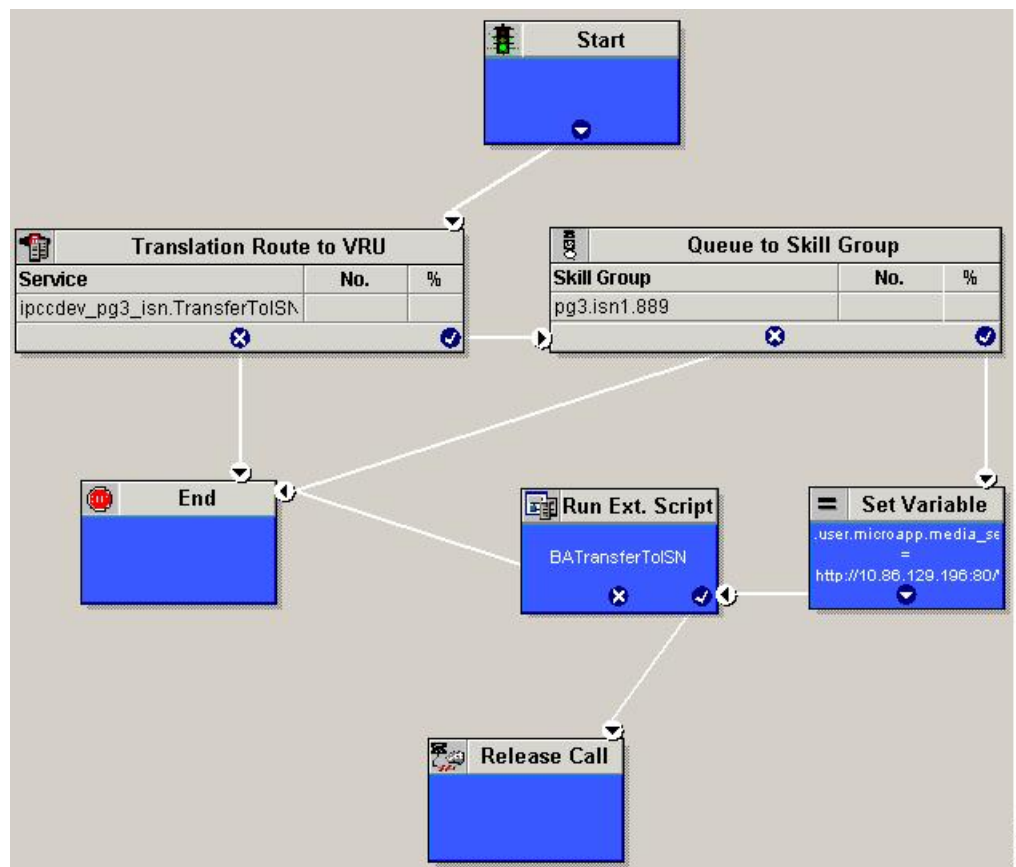 Start
Translation Route to VRU
Service No. %
ipccdev_pg3_isn.TransferToISN
Queue to Skill Group
Skill Group No. %
pg3.isn1.889
End
Run Ext. Script
BATransferToISN
Set Variable
.user.microapp.media_se
=
http://10.86.129.196:80/
Release Call